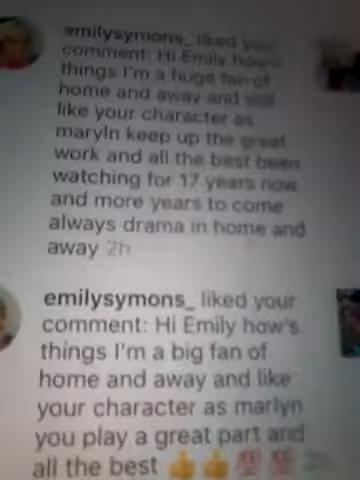 emilysymons_ liked your
comment: Hi Emily how's
things I'm a huge fan of
home and away and still
like your character as
maryln keep up the great
work and all the best been
watching for 17 years now
and more years to come
always drama in home and
away 2h
emilysymons_ liked your
comment: Hi Emily how's
things I'm a big fan of
home and away and like
your character as marlyn
you play a great part and
all the best 👍👍💯💯